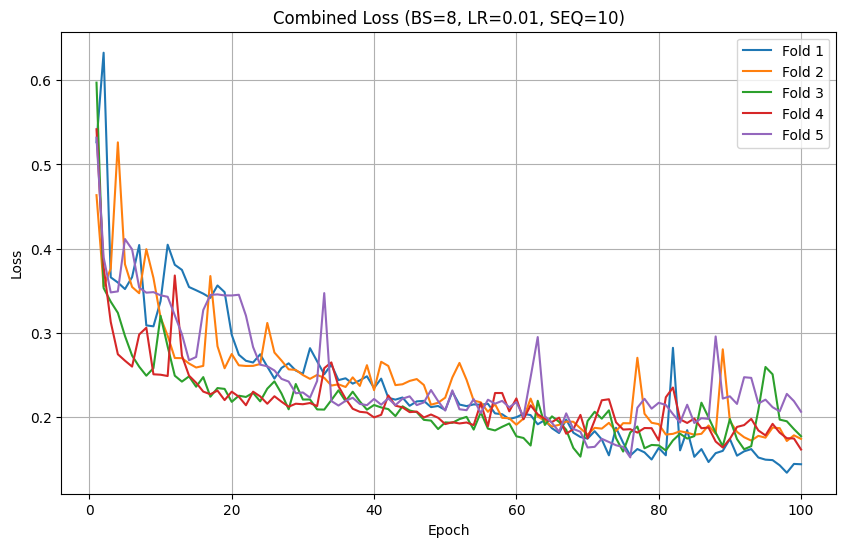 Combined Loss (BS=8, LR=0.01, SEQ=10)
Fold 1
Fold 2
Fold 3
Fold 4
Fold 5
Loss
0.6
0.5
0.4
0.3
0.2
0 20 40 60 80 100
Epoch